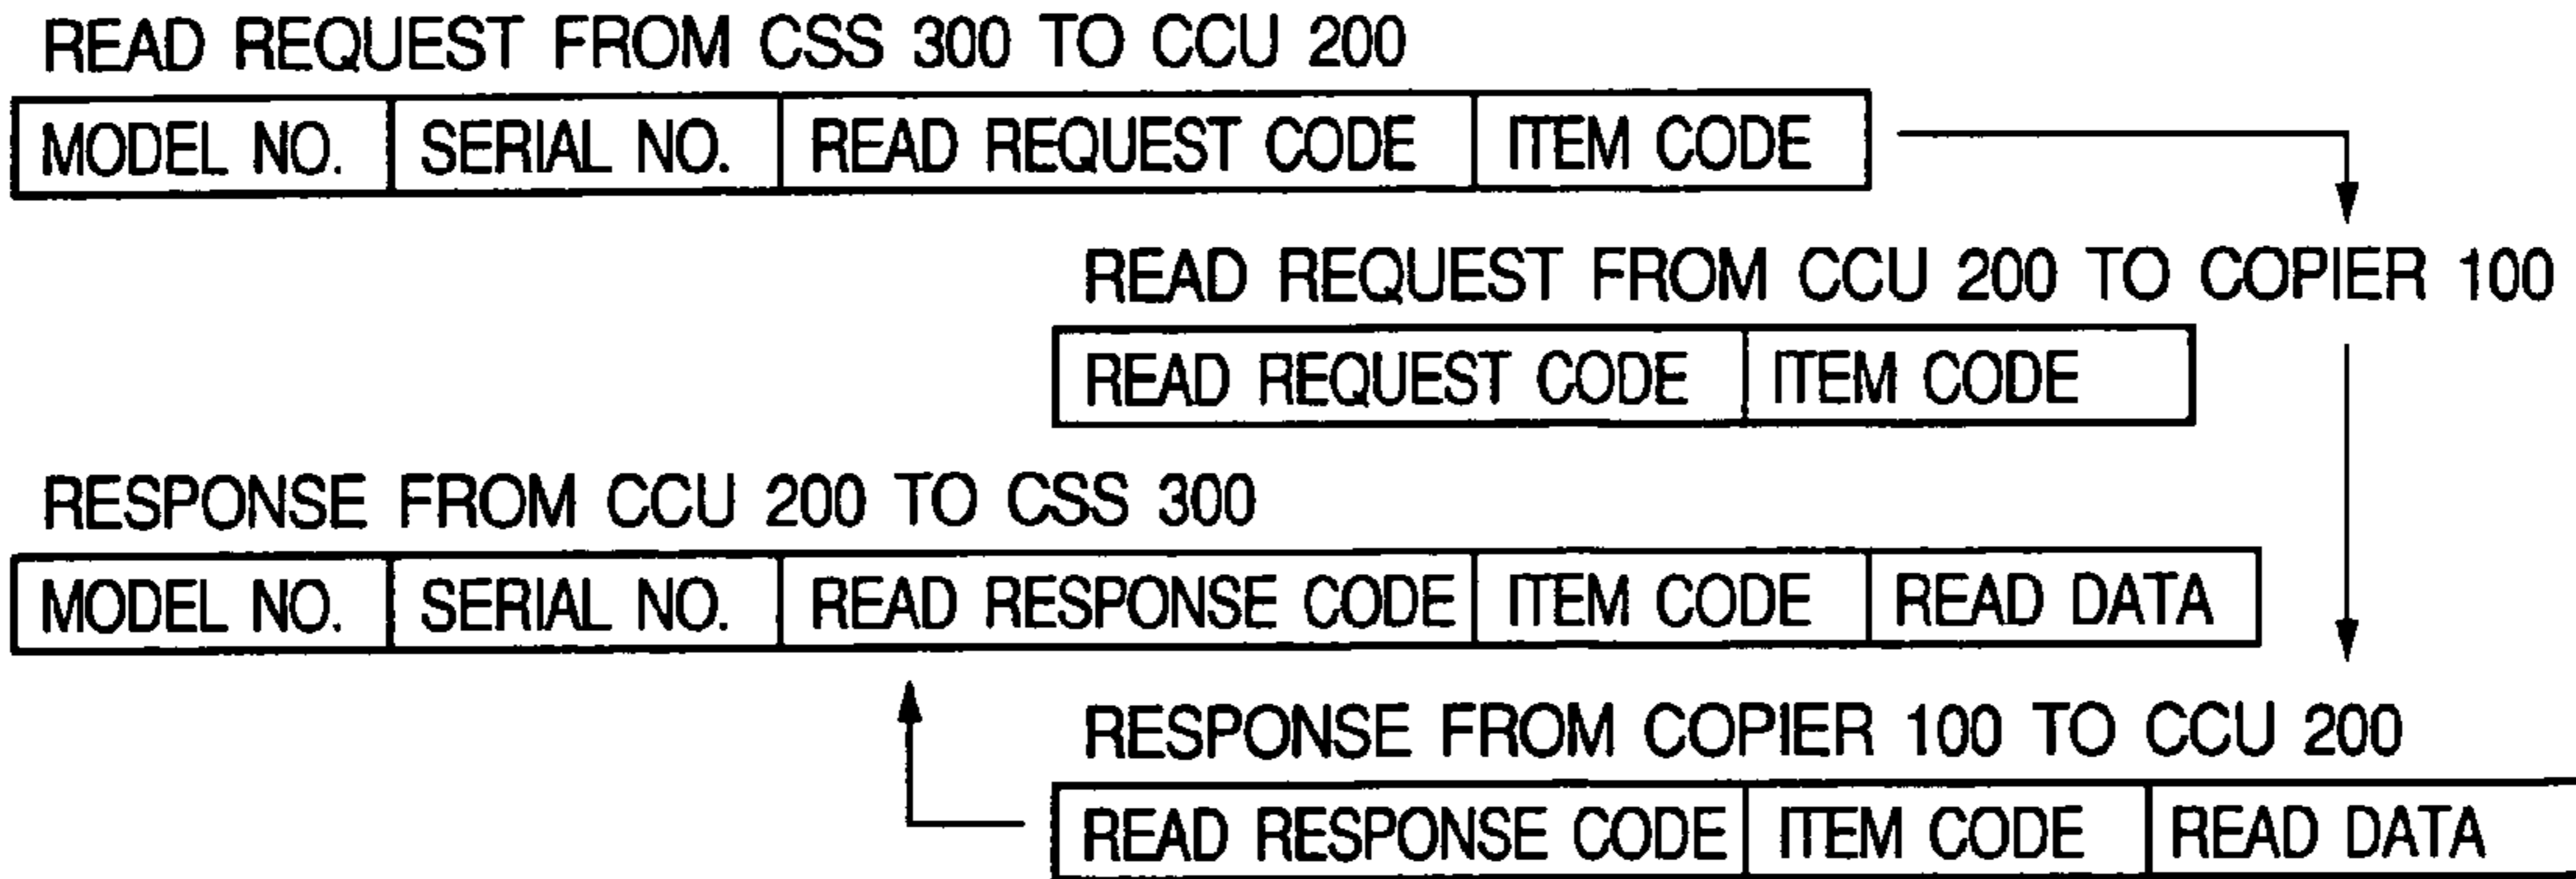 READ REQUEST FROM CSS 300 TO CCU 200
MODEL NO. SERIAL NO. READ REQUEST CODE ITEM CODE
READ REQUEST FROM CCU 200 TO COPIER 100
READ REQUEST CODE ITEM CODE
RESPONSE FROM CCU 200 TO CSS 300
MODEL NO. SERIAL NO. READ RESPONSE CODE ITEM CODE READ DATA
RESPONSE FROM COPIER 100 TO CCU 200
READ RESPONSE CODE ITEM CODE READ DATA